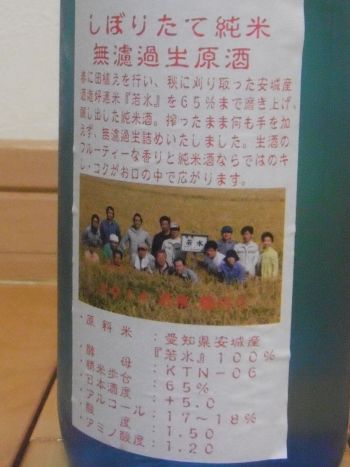 しぼりたて純米
無濾過生原酒
春に田植えを行い、秋に刈り取った安城産
酒造好適米『若水』を65%まで磨き上げ、
醸し出した純米酒。搾ったまま何も手を加
えず、無濾過生詰めいたしました。生酒の
フルーティーな香りと純米酒ならではのキ
レ・コクがお口の中で広がります。
若水
・原料米:愛知県安城産
『若水』100%
・酵母:KTN-06
・精米歩合:65%
・日本酒度:+5.0
・アルコール:17~18%
・酸度:1.50
・アミノ酸度:1.20